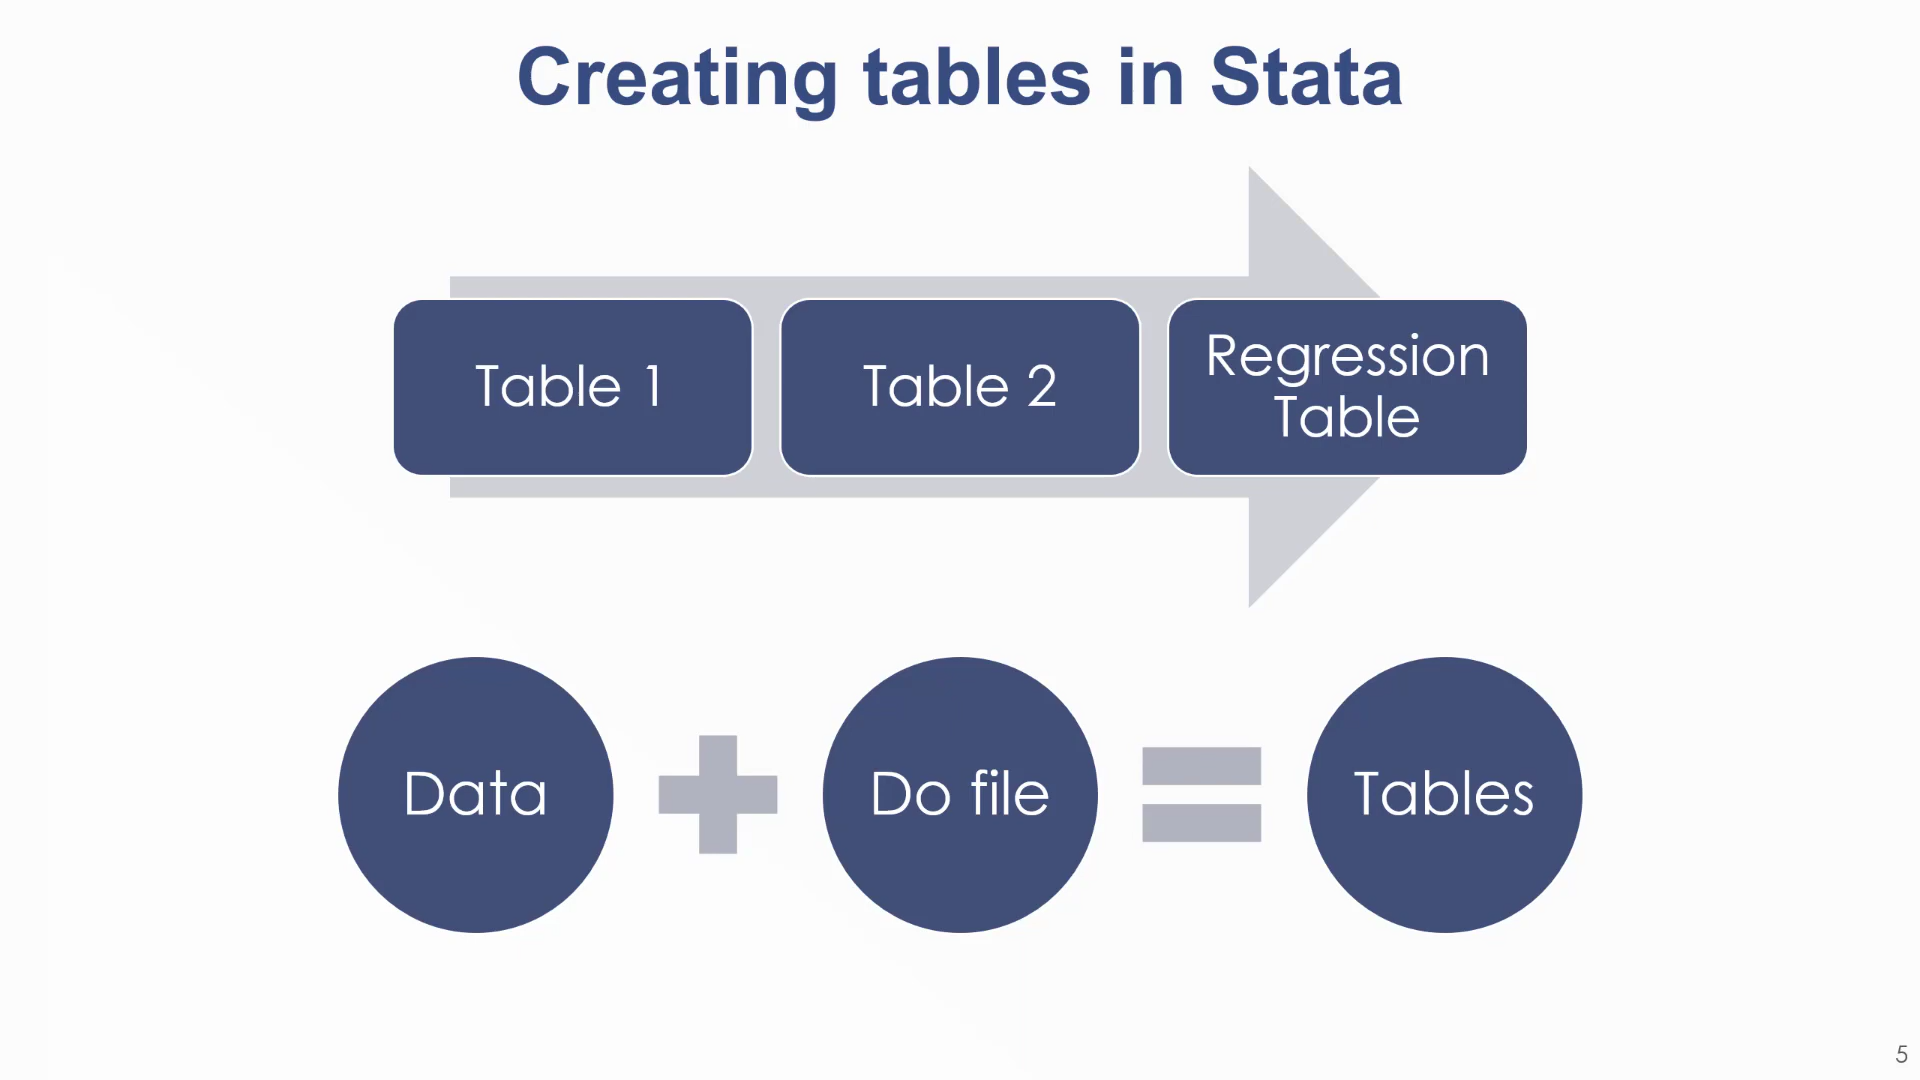 Creating tables in Stata
Table 1
Table 2
Regression
Table
Data
Do file
Tables
5